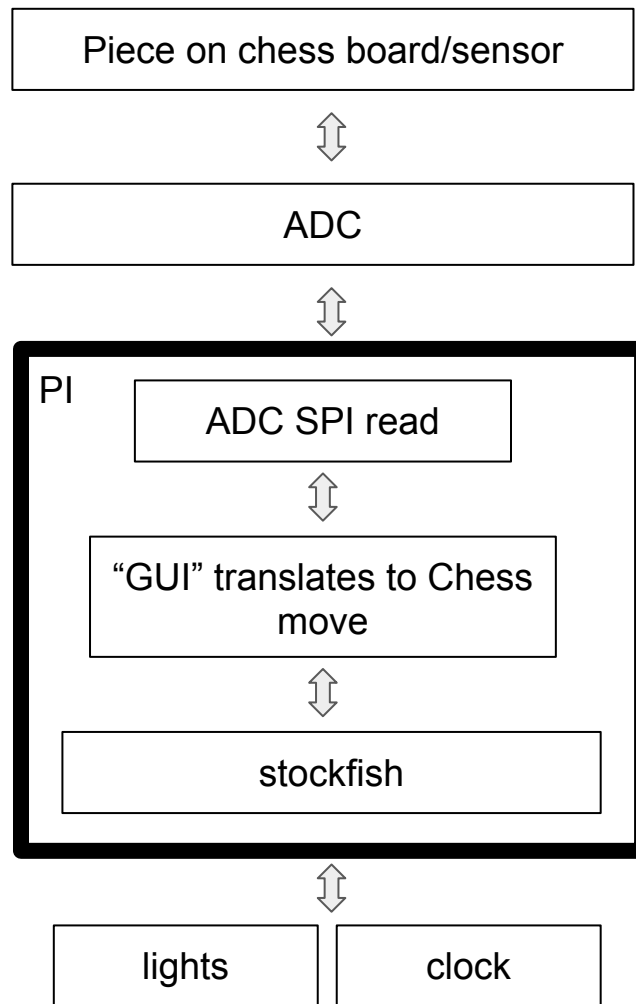 Piece on chess board/sensor
ADC
PI
ADC SPI read
“GUI” translates to Chess
move
stockfish
lights
clock